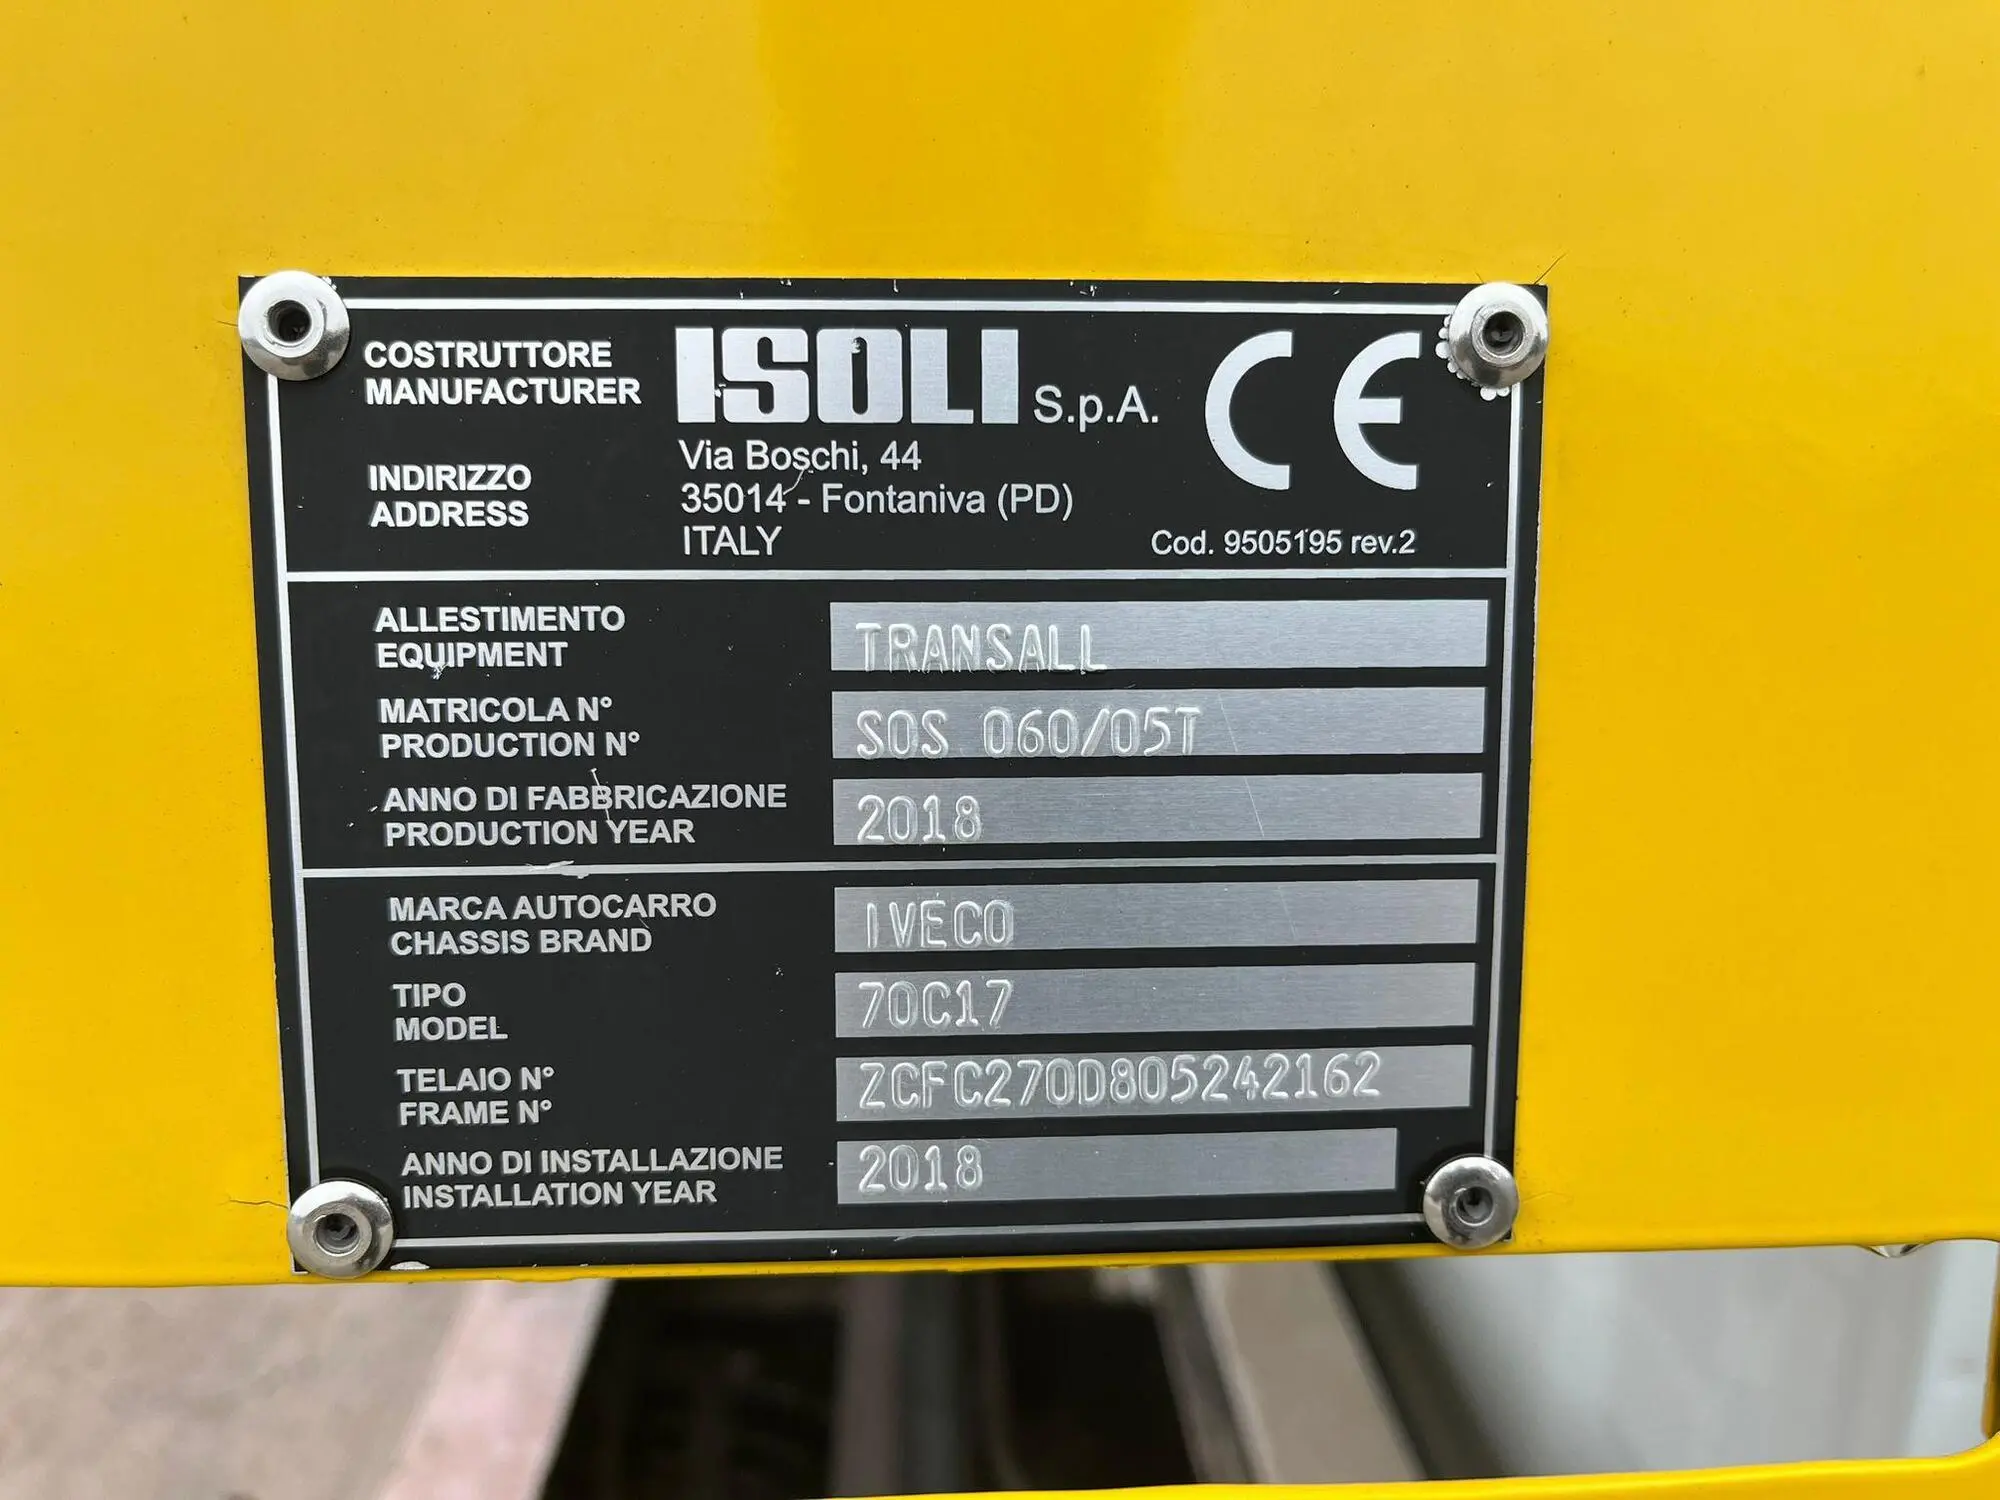 COSTRUTTORE
MANUFACTURER
ISOLI S.p.A.
CE
INDIRIZZO
ADDRESS
Via Boschi, 44
35014 - Fontaniva (PD)
ITALY
Cod. 9505195 rev.2
ALLESTIMENTO
EQUIPMENT
TRANSALL
MATRICOLA N°
PRODUCTION N°
SOS 060/05T
ANNO DI FABBRICAZIONE
PRODUCTION YEAR
2018
MARCA AUTOCARRO
CHASSIS BRAND
IVECO
TIPO
MODEL
70C17
TELAIO N°
FRAME N°
ZCFC270D805242162
ANNO DI INSTALLAZIONE
INSTALLATION YEAR
2018